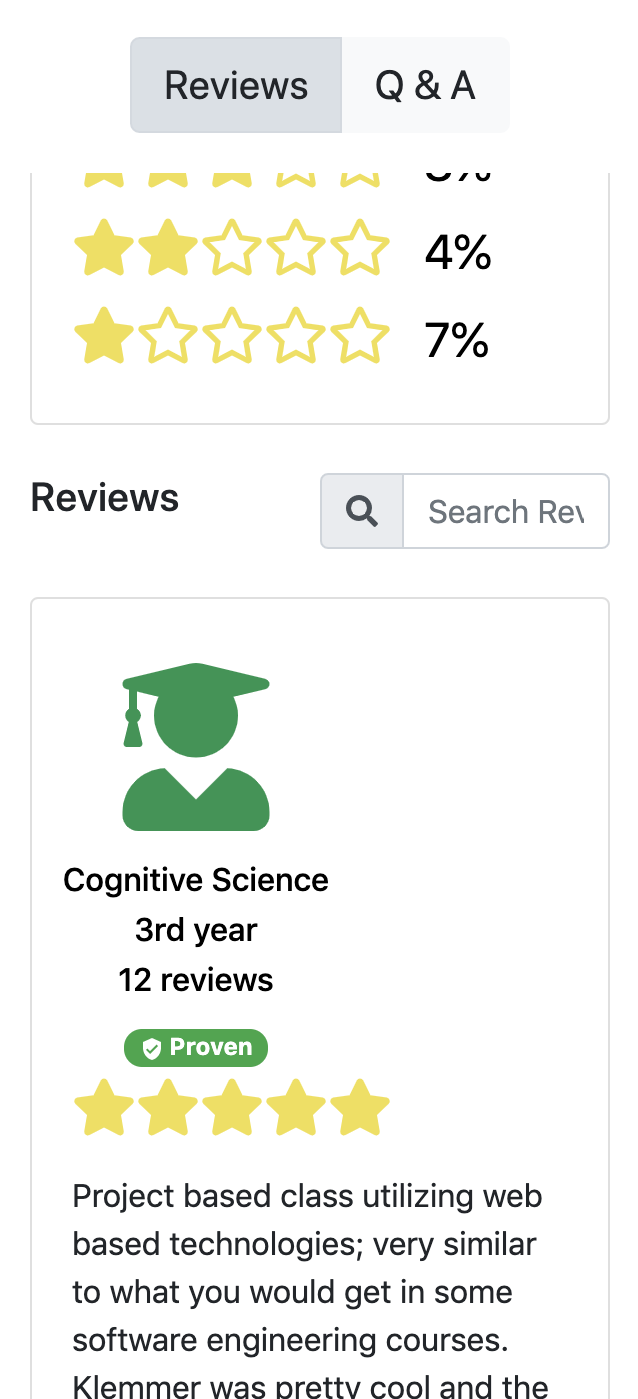 Reviews
Q & A
4%
7%
Reviews
Search Rev
Cognitive Science
3rd year
12 reviews
Proven
Project based class utilizing web
based technologies; very similar
to what you would get in some
software engineering courses.
Klemmer was pretty cool and the